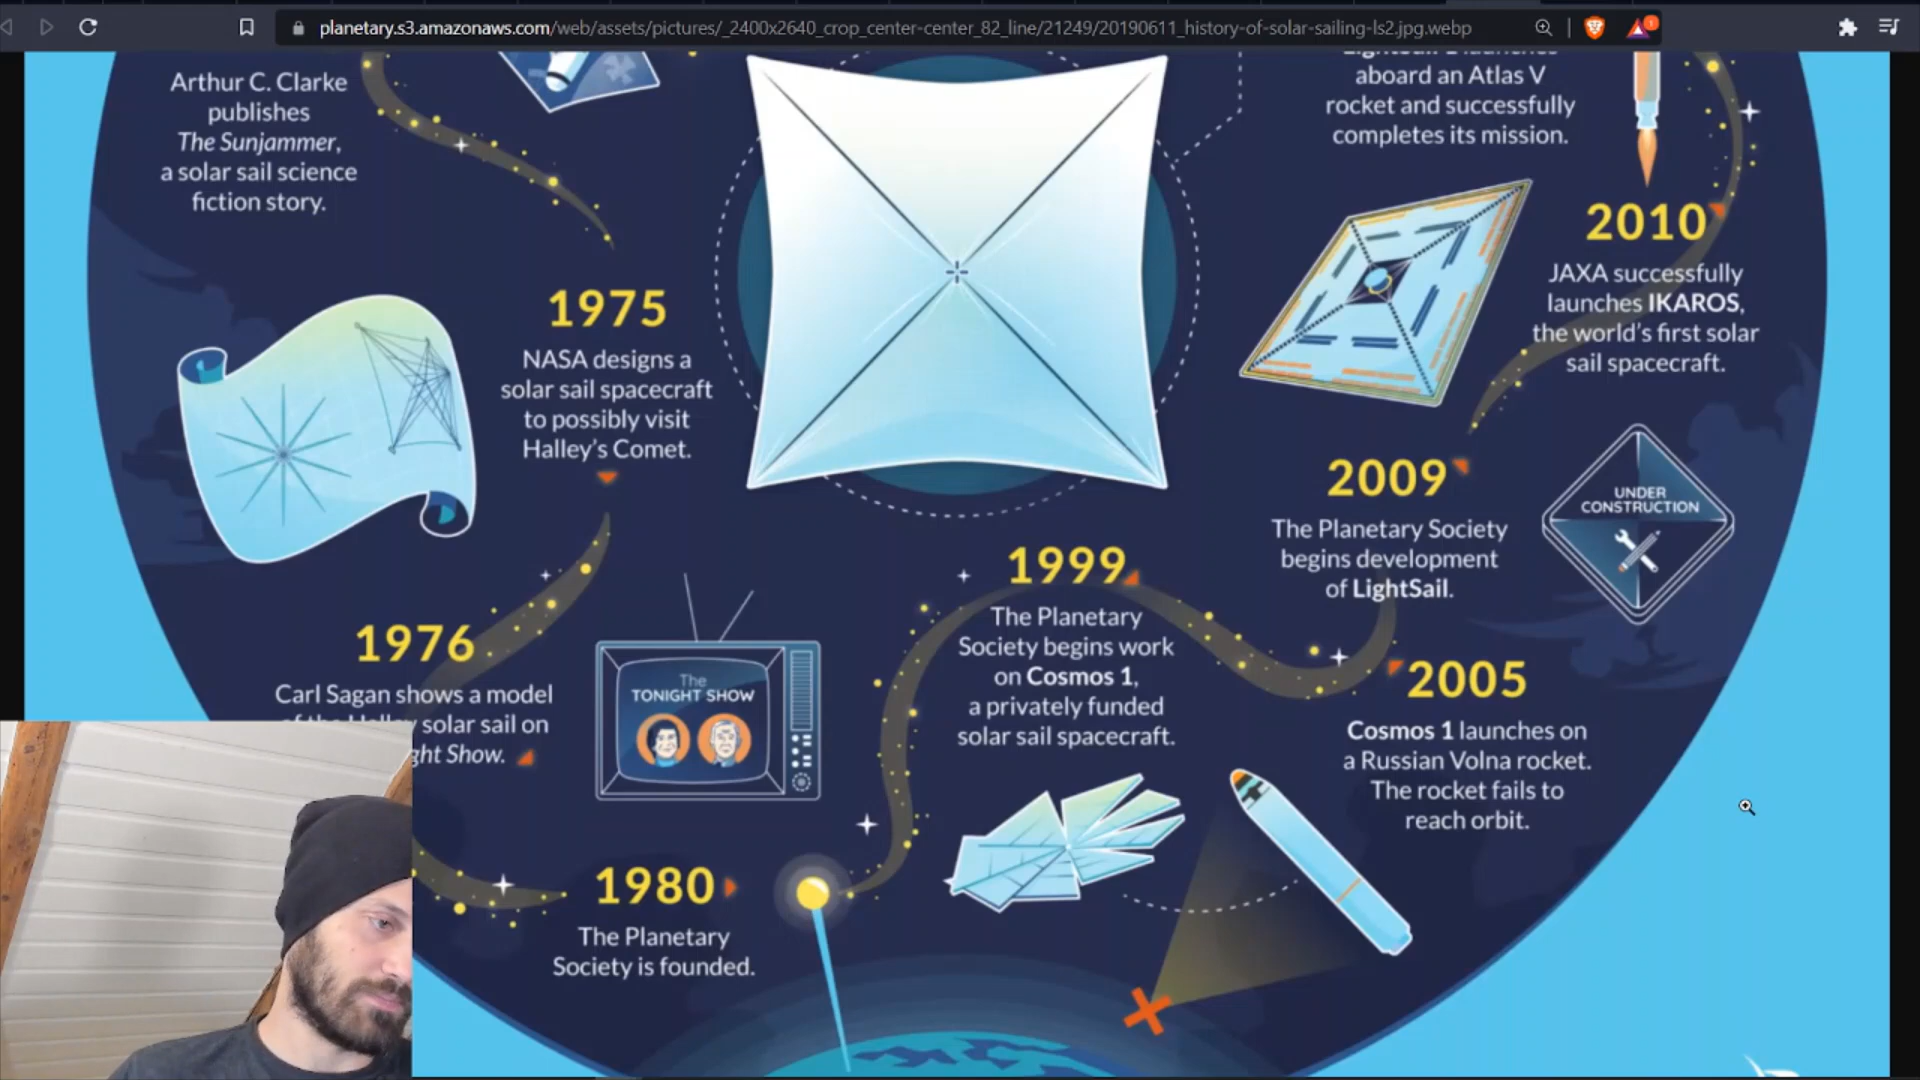 planetary.s3.amazonaws.com/web/assets/pictures/_2400x2640_crop_center-center_82_line/21249/20190611_history-of-solar-sailing-ls2.jpg.webp
Arthur C. Clarke
publishes
The Sunjammer,
a solar sail science
fiction story.
1975
NASA designs a
solar sail spacecraft
to possibly visit
Halley's Comet.
1976
Carl Sagan shows a model
solar sail on
ght Show.
The
TONIGHT SHOW
1980
The Planetary
Society is founded.
1999
The Planetary
Society begins work
on Cosmos 1,
a privately funded
solar sail spacecraft.
2005
Cosmos 1 launches on
a Russian Volna rocket.
The rocket fails to
reach orbit.
2009
The Planetary Society
begins development
of LightSail.
UNDER
CONSTRUCTION
2010
JAXA successfully
launches IKAROS,
the world's first solar
sail spacecraft.
aboard an Atlas V
rocket and successfully
completes its mission.